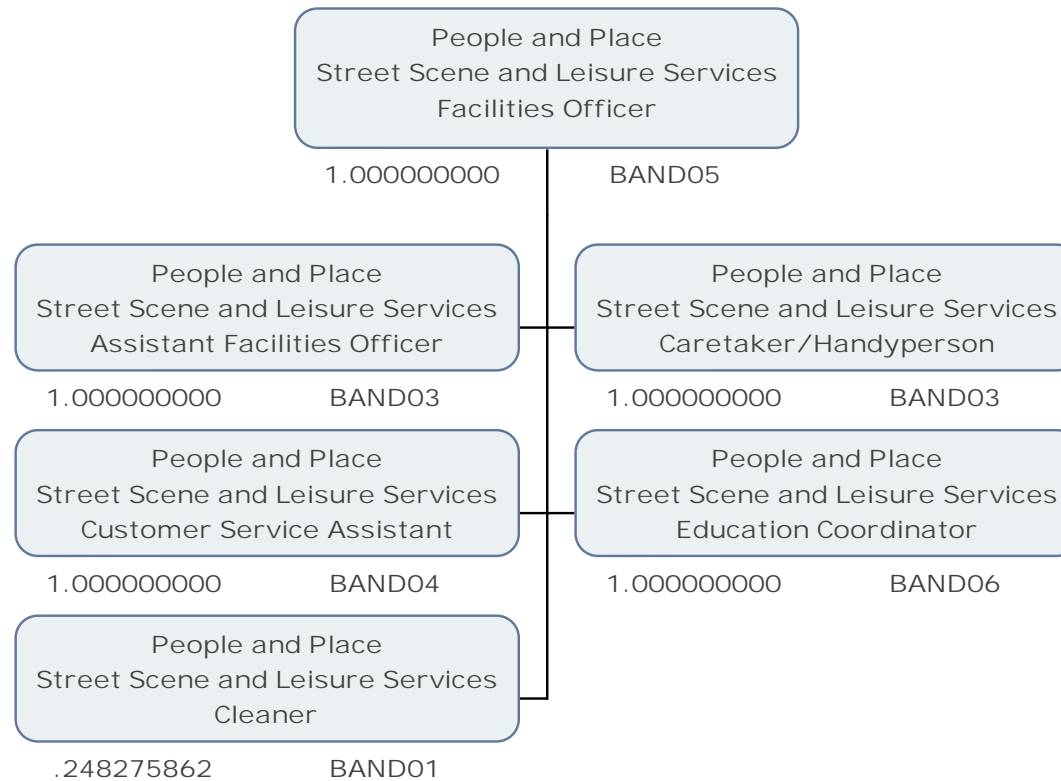 People and Place
Street Scene and Leisure Services
Facilities Officer
1.000000000 BAND05
People and Place
Street Scene and Leisure Services
Assistant Facilities Officer
1.000000000 BAND03
People and Place
Street Scene and Leisure Services
Caretaker/Handyperson
1.000000000 BAND03
People and Place
Street Scene and Leisure Services
Customer Service Assistant
1.000000000 BAND04
People and Place
Street Scene and Leisure Services
Education Coordinator
1.000000000 BAND06
People and Place
Street Scene and Leisure Services
Cleaner
.248275862 BAND01